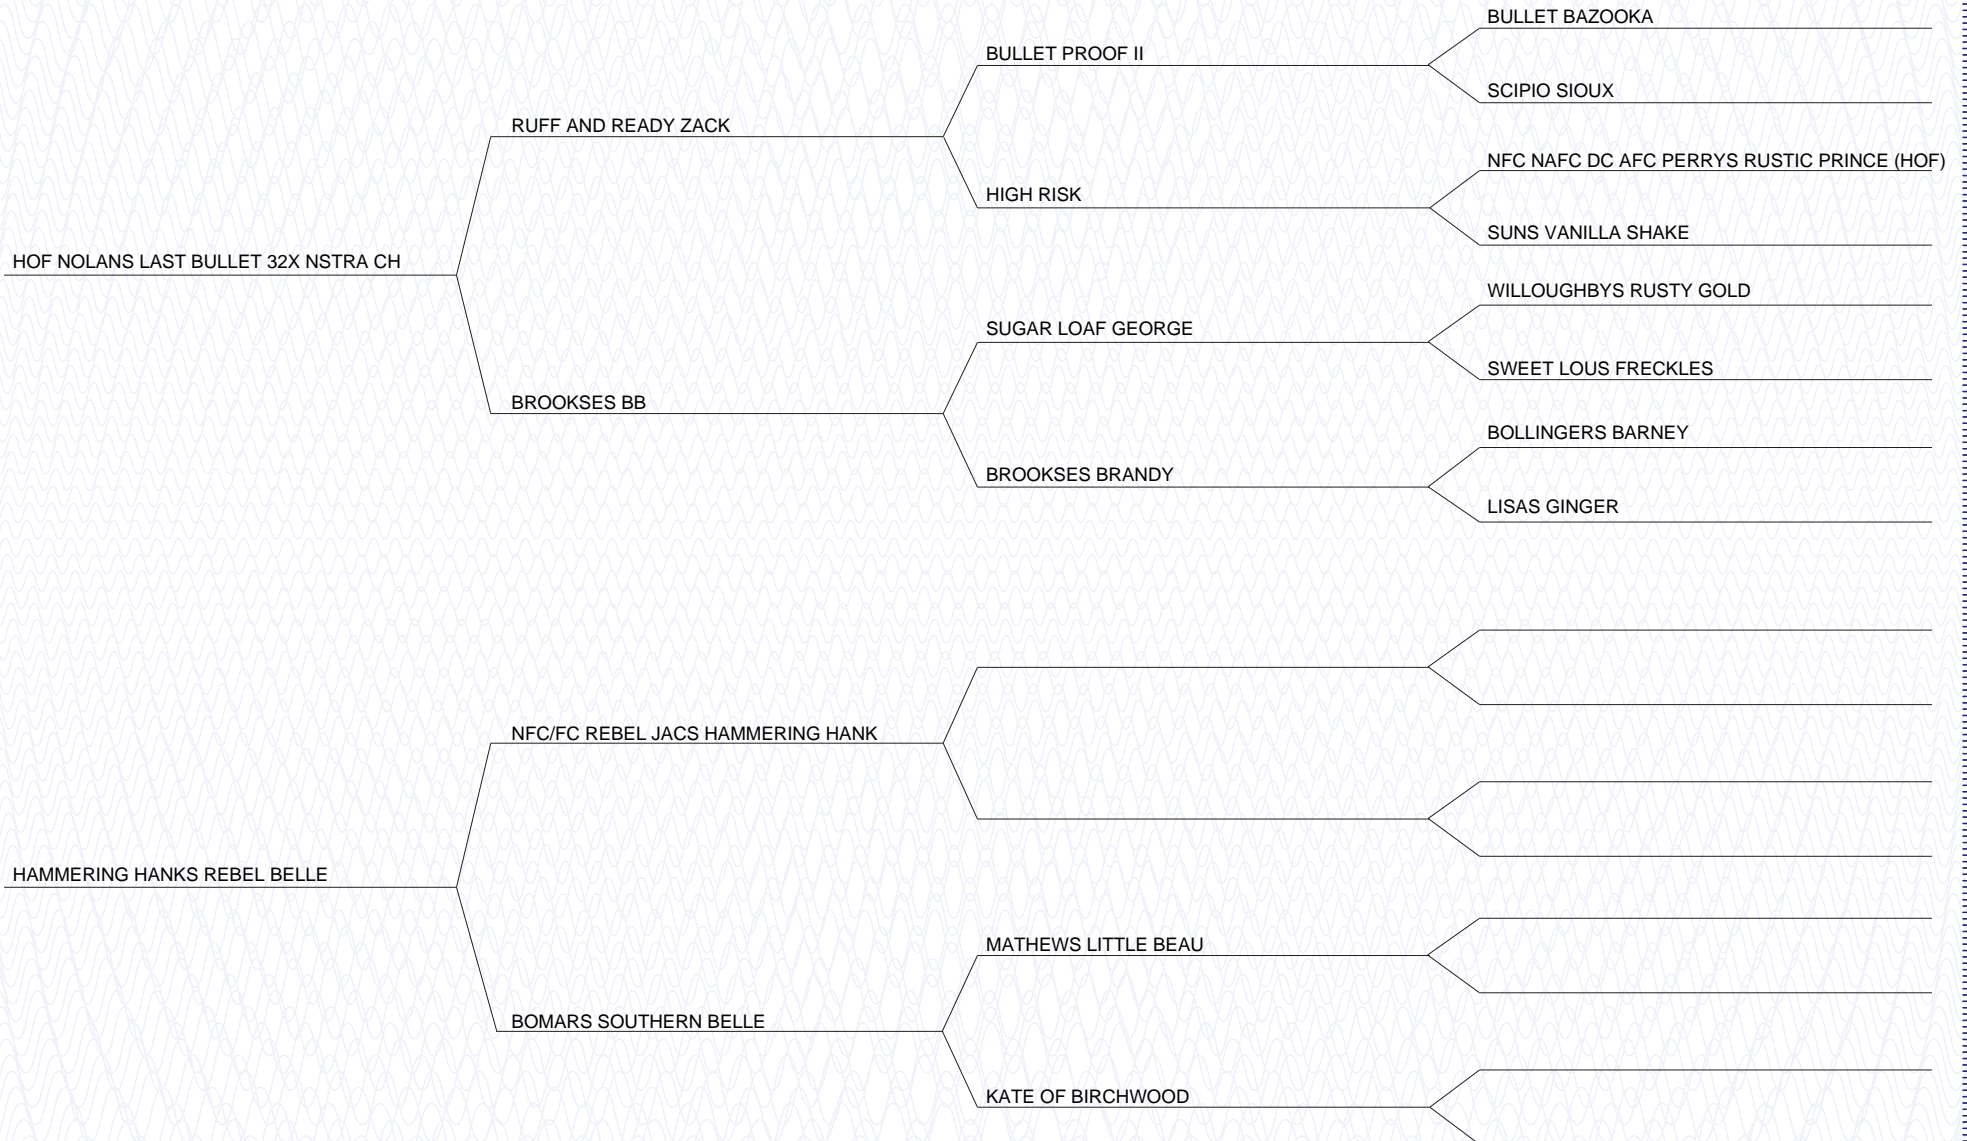 BULLET BAZOOKA
BULLET PROOF II
SCIPIO SIOUX
RUFF AND READY ZACK
NFC NAFC DC AFC PERRYS RUSTIC PRINCE (HOF)
HIGH RISK
SUNS VANILLA SHAKE
HOF NOLANS LAST BULLET 32X NSTRA CH
WILLOUGHBYS RUSTY GOLD
SUGAR LOAF GEORGE
SWEET LOUS FRECKLES
BROOKSES BB
BOLLINGERS BARNEY
BROOKSES BRANDY
LISAS GINGER
NFC/FC REBEL JACS HAMMERING HANK
HAMMERING HANKS REBEL BELLE
MATHEWS LITTLE BEAU
BOMARS SOUTHERN BELLE
KATE OF BIRCHWOOD